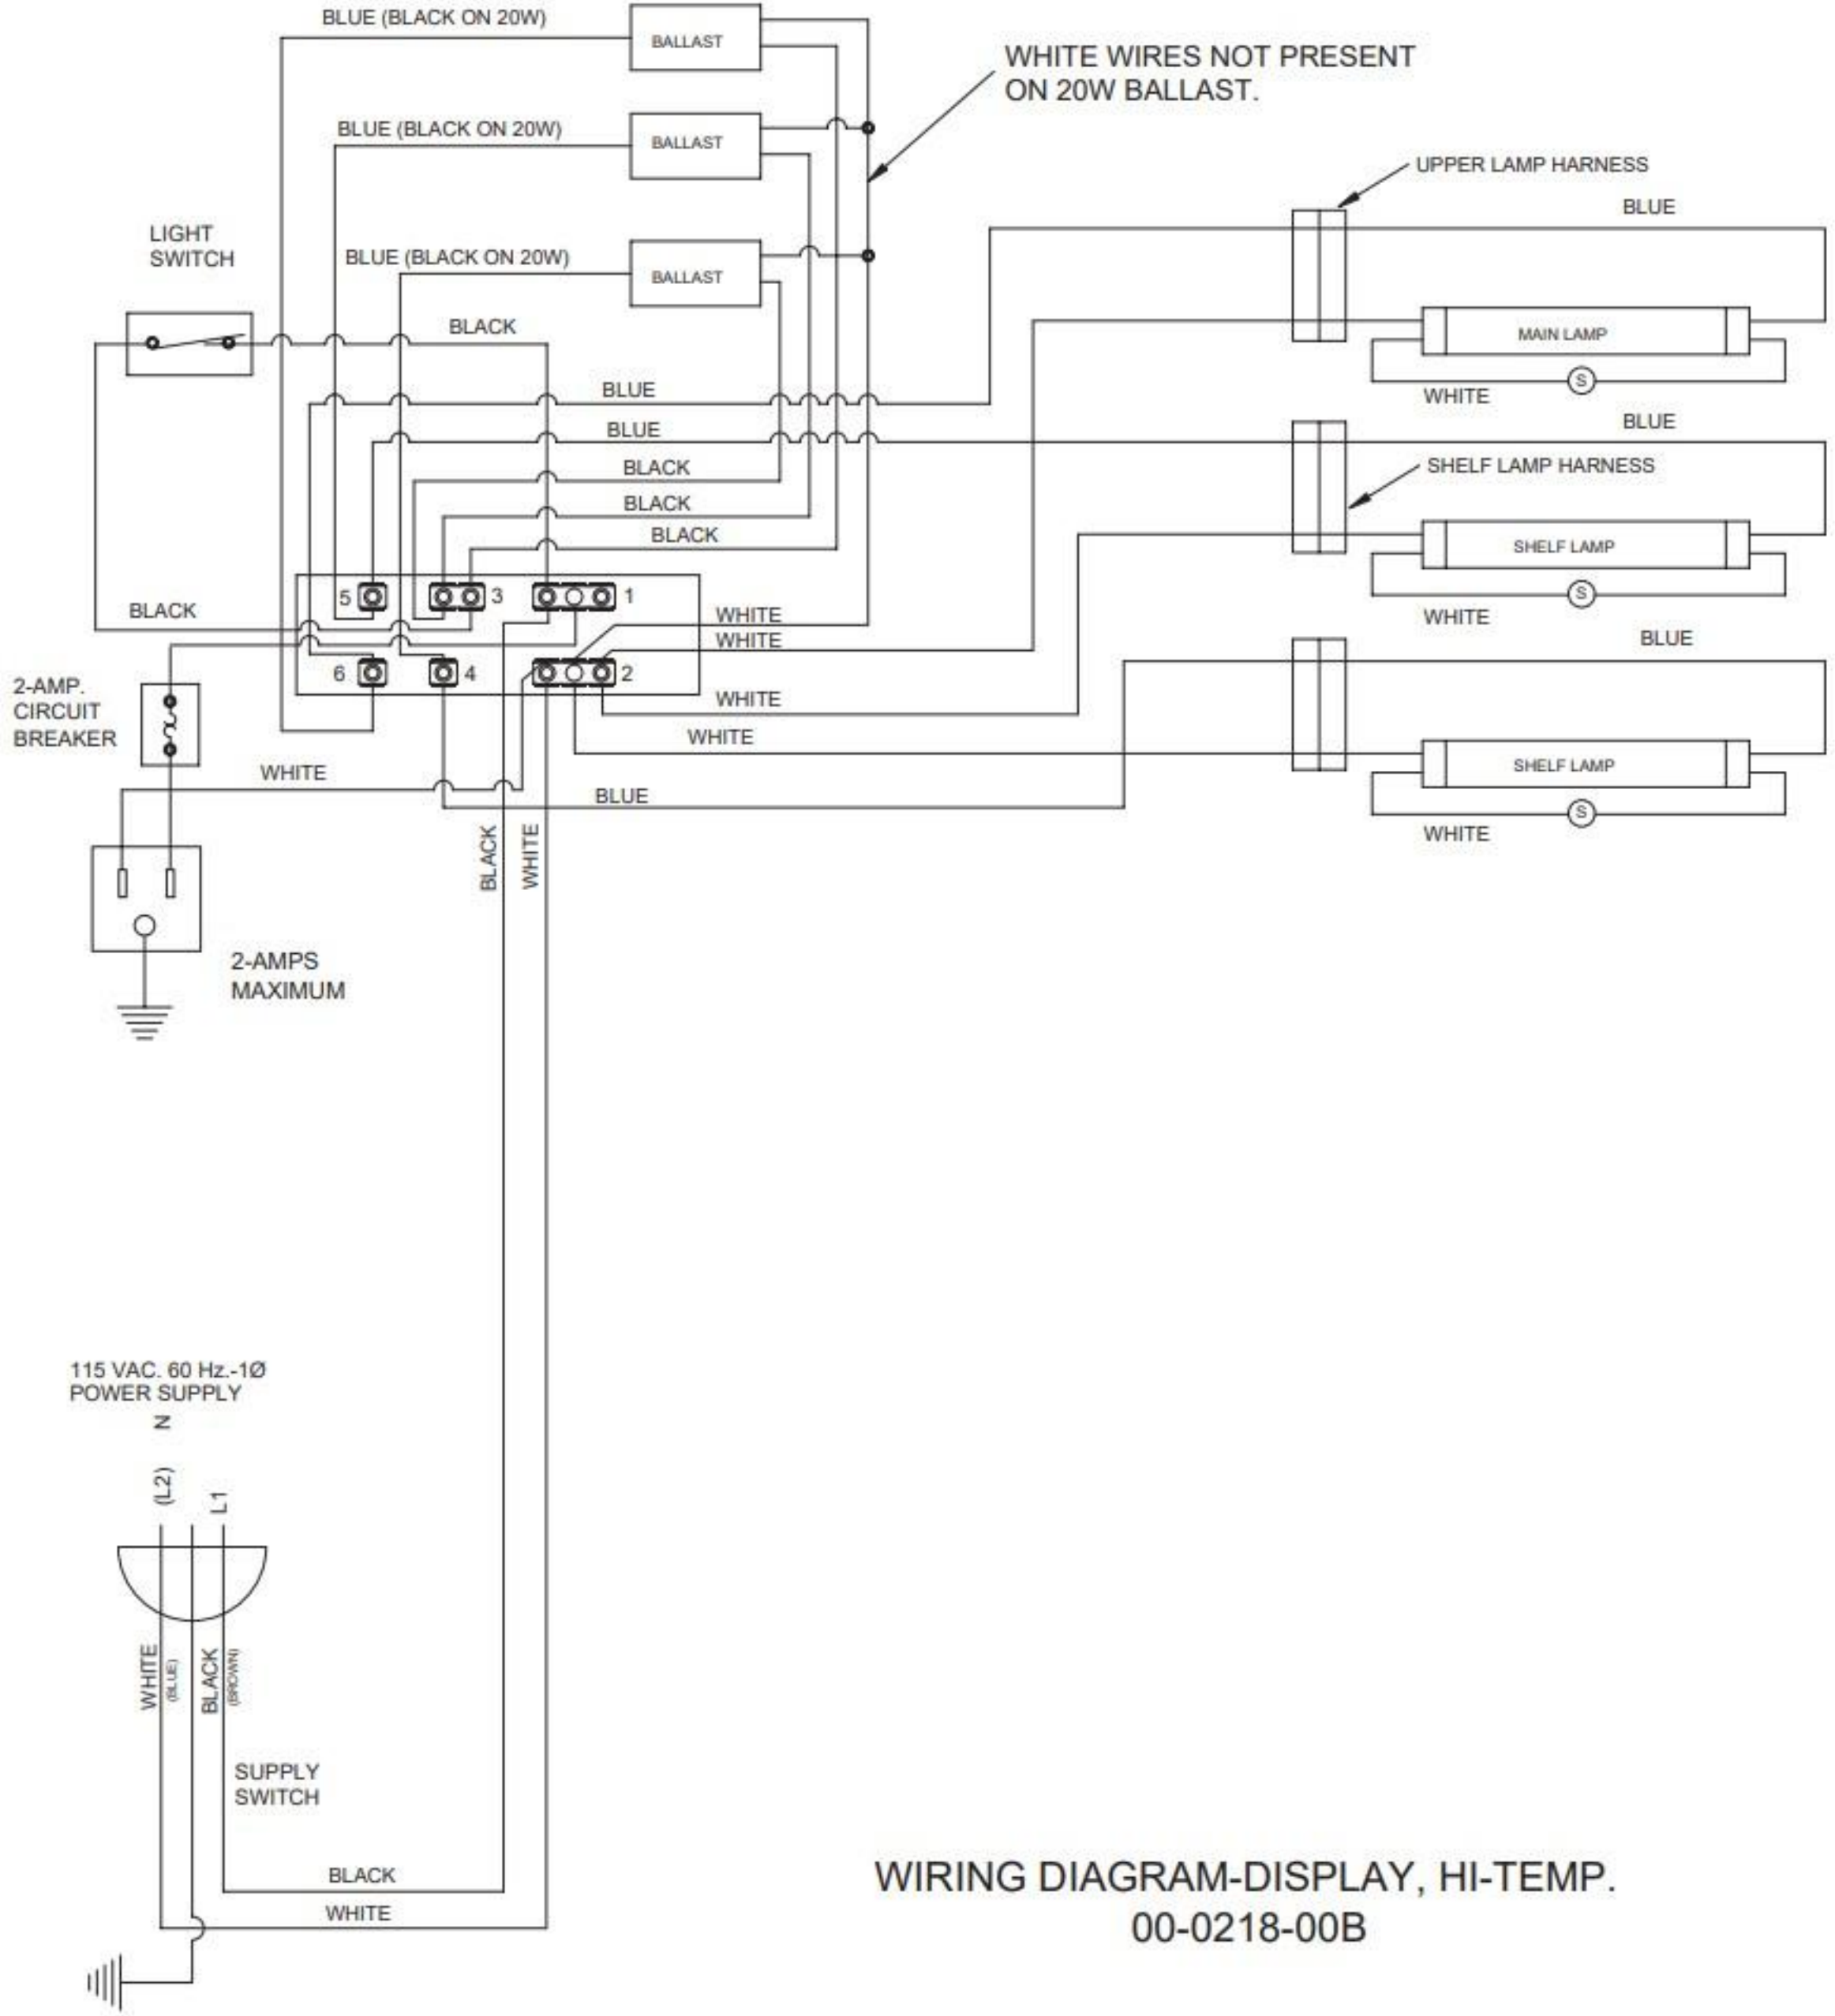 BLUE (BLACK ON 20W)
BALLAST
WHITE WIRES NOT PRESENT
ON 20W BALLAST.
BLUE (BLACK ON 20W)
BALLAST
UPPER LAMP HARNESS
BLUE
LIGHT
SWITCH
BLUE (BLACK ON 20W)
BALLAST
BLACK
MAIN LAMP
S
WHITE
BLUE
BLUE
BLUE
BLACK
SHELF LAMP HARNESS
BLACK
BLACK
SHELF LAMP
S
WHITE
5
3
1
BLACK
WHITE
WHITE
BLUE
6
4
2
2-AMP.
CIRCUIT
BREAKER
WHITE
WHITE
SHELF LAMP
S
WHITE
WHITE
BLUE
BLACK
WHITE
2-AMPS
MAXIMUM
115 VAC. 60 Hz.-1Ø
POWER SUPPLY
N
(L2)
L1
WHITE
(BLUE)
BLACK
(BROWN)
SUPPLY
SWITCH
BLACK
WHITE
WIRING DIAGRAM-DISPLAY, HI-TEMP.
00-0218-00B